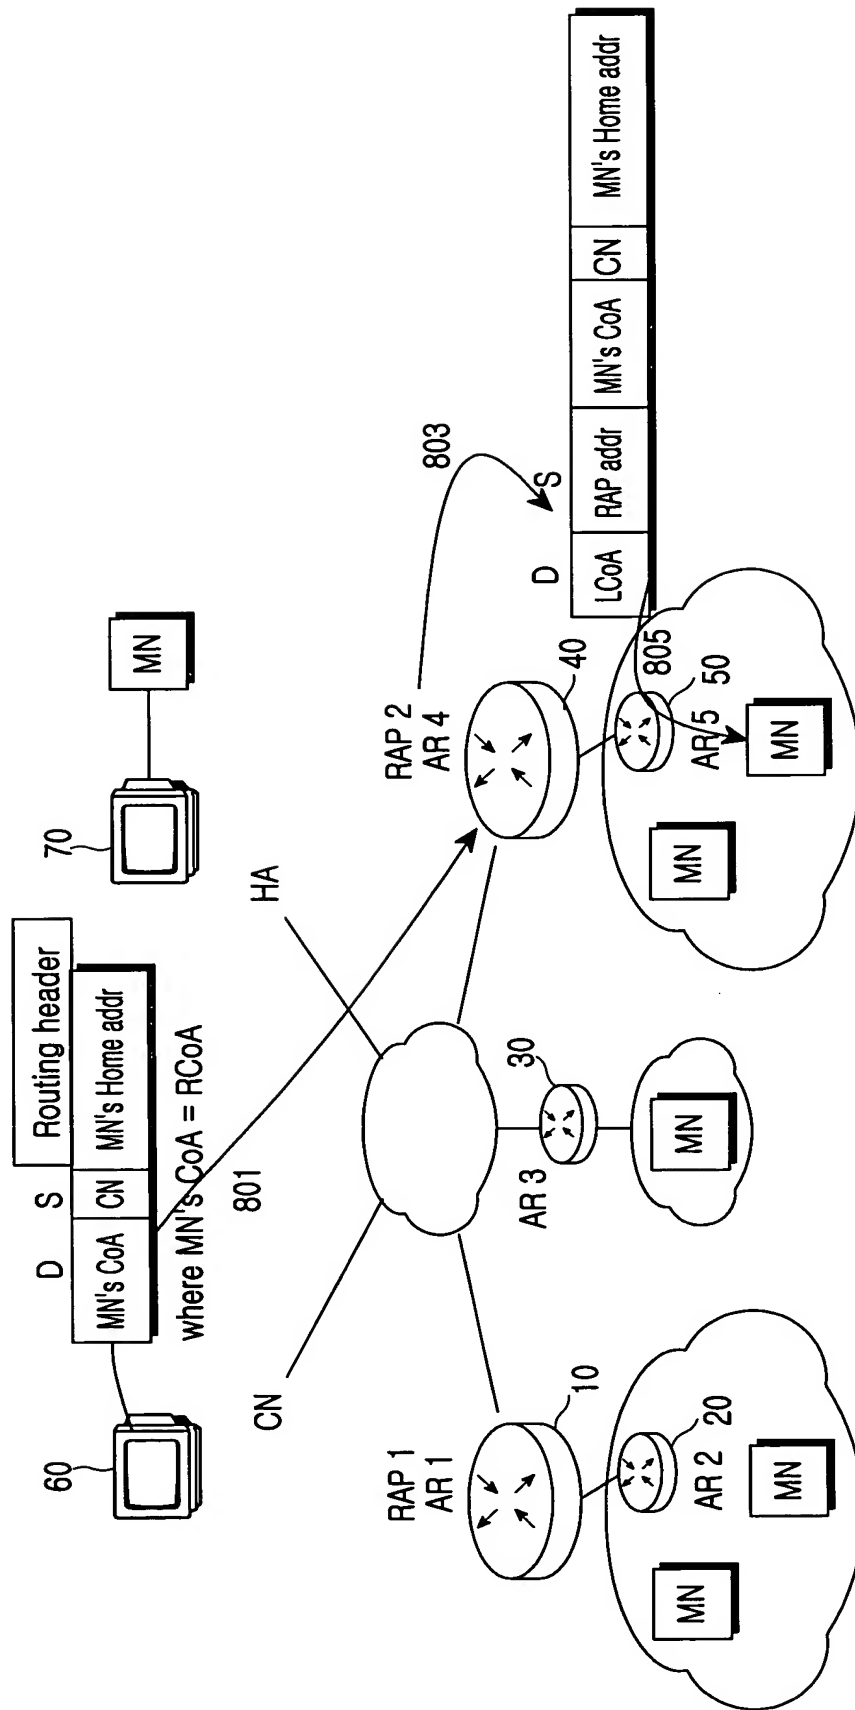 60
D S
Routing header
MN's CoA CN MN's Home addr
where MN's CoA = RCoA
801
70
MN
CN
HA
RAP 1
AR 1
10
20
AR 2
MN
MN
AR 3
30
MN
RAP 2
AR 4
40
803
D S
LCoA RAP addr MN's CoA CN MN's Home addr
805
50
AR 5
MN
MN